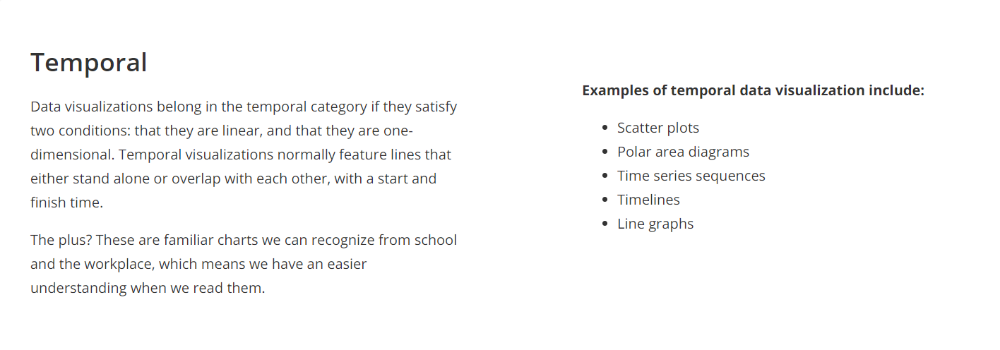 Temporal
Data visualizations belong in the temporal category if they satisfy
two conditions: that they are linear, and that they are one-
dimensional. Temporal visualizations normally feature lines that
either stand alone or overlap with each other, with a start and
finish time.
The plus? These are familiar charts we can recognize from school
and the workplace, which means we have an easier
understanding when we read them.
Examples of temporal data visualization include:
• Scatter plots
• Polar area diagrams
• Time series sequences
• Timelines
• Line graphs